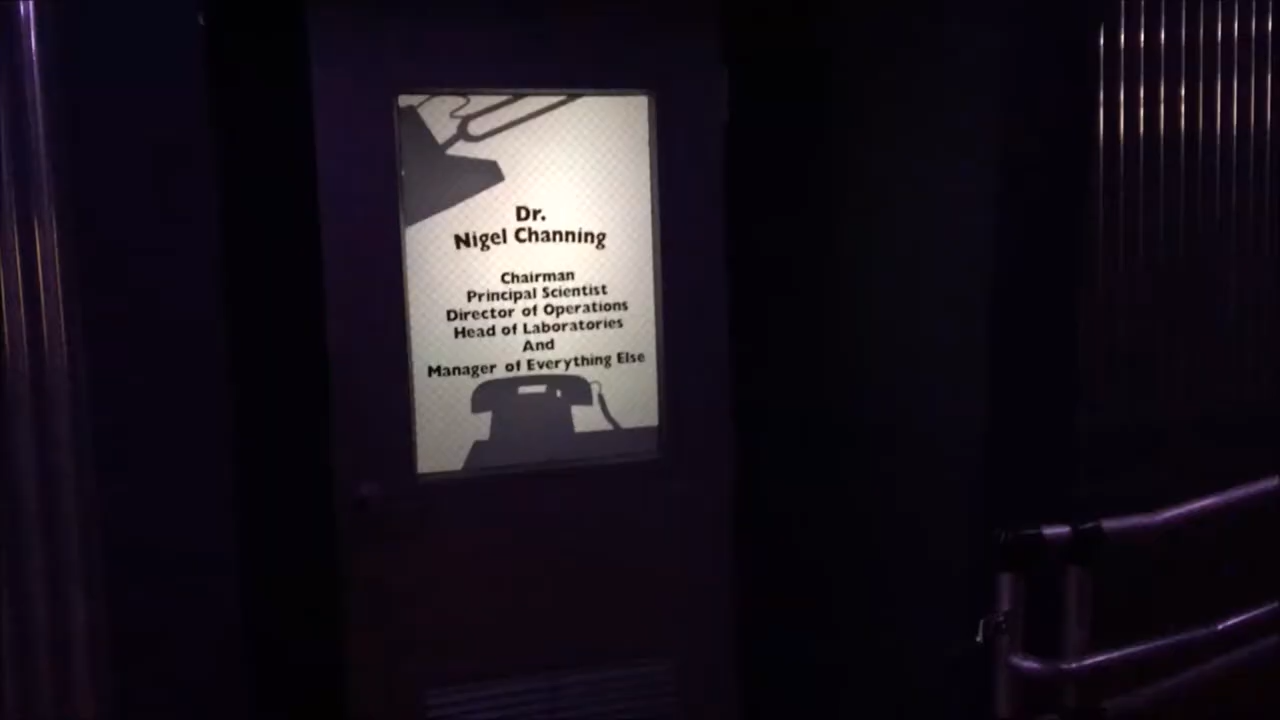 Dr.
Nigel Channing
Chairman
Principal Scientist
Director of Operations
Head of Laboratories
And
Manager of Everything Else